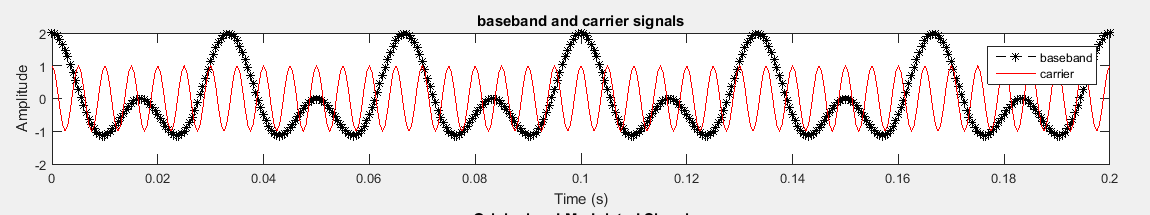 baseband and carrier signals
Amplitude
2
1
0
-1
-2
baseband
carrier
0 0.02 0.04 0.06 0.08 0.1 0.12 0.14 0.16 0.18 0.2
Time (s)